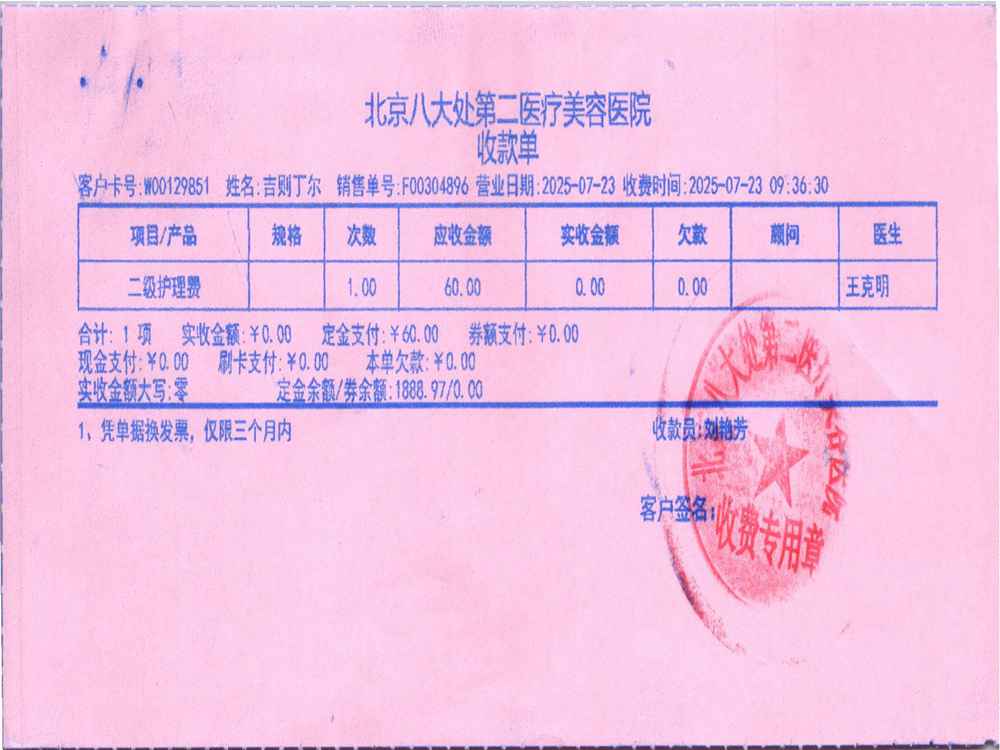 北京八大处第二医疗美容医院
收款单
客户卡号:W00129851 姓名:吉则丁尔 销售单号:F00304896 营业日期:2025-07-23 收费时间:2025-07-23 09:36:30
项目/产品 规格 次数 应收金额 实收金额 欠款 顾问 医生
二级护理费 1.00 60.00 0.00 0.00 王克明
合计: 1 项 实收金额:￥0.00 定金支付:￥60.00 券额支付:￥0.00
现金支付:￥0.00 刷卡支付:￥0.00 本单欠款:￥0.00
实收金额大写:零 定金余额/券余额:1888.97/0.00
1、凭单据换发票，仅限三个月内 收款员:刘艳芳
客户签名:
收费专用章